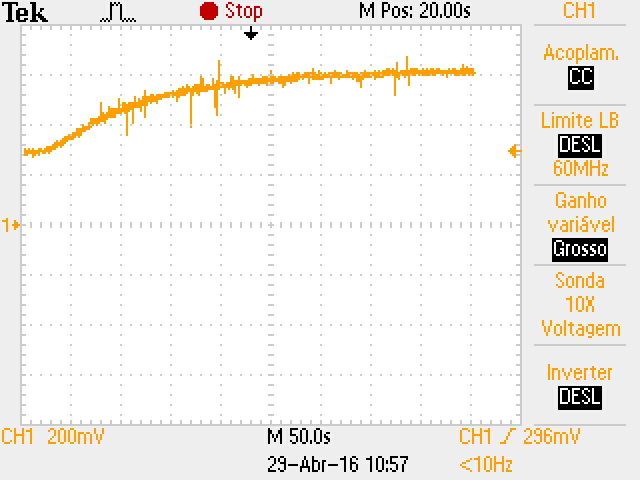 Tek Stop M Pos: 20.00s CH1
Acoplam.
CC
Limite LB
DESL
60MHz
Ganho
variável
Grosso
Sonda
10X
Voltagem
Inverter
DESL
1
CH1 200mV M 50.0s CH1 296mV
29-Abr-16 10:57 <10Hz